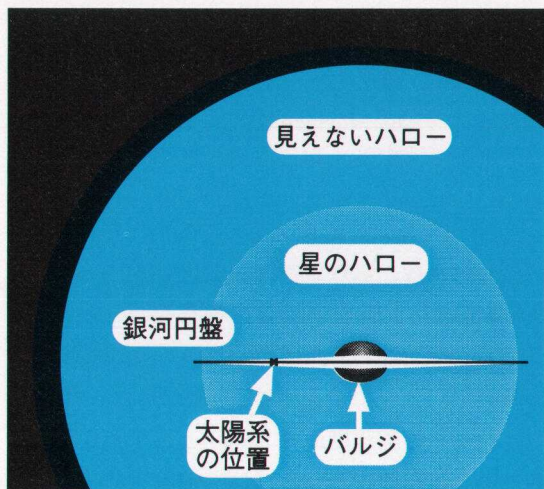 見えないハロー
星のハロー
銀河円盤
太陽系
の位置
バルジ